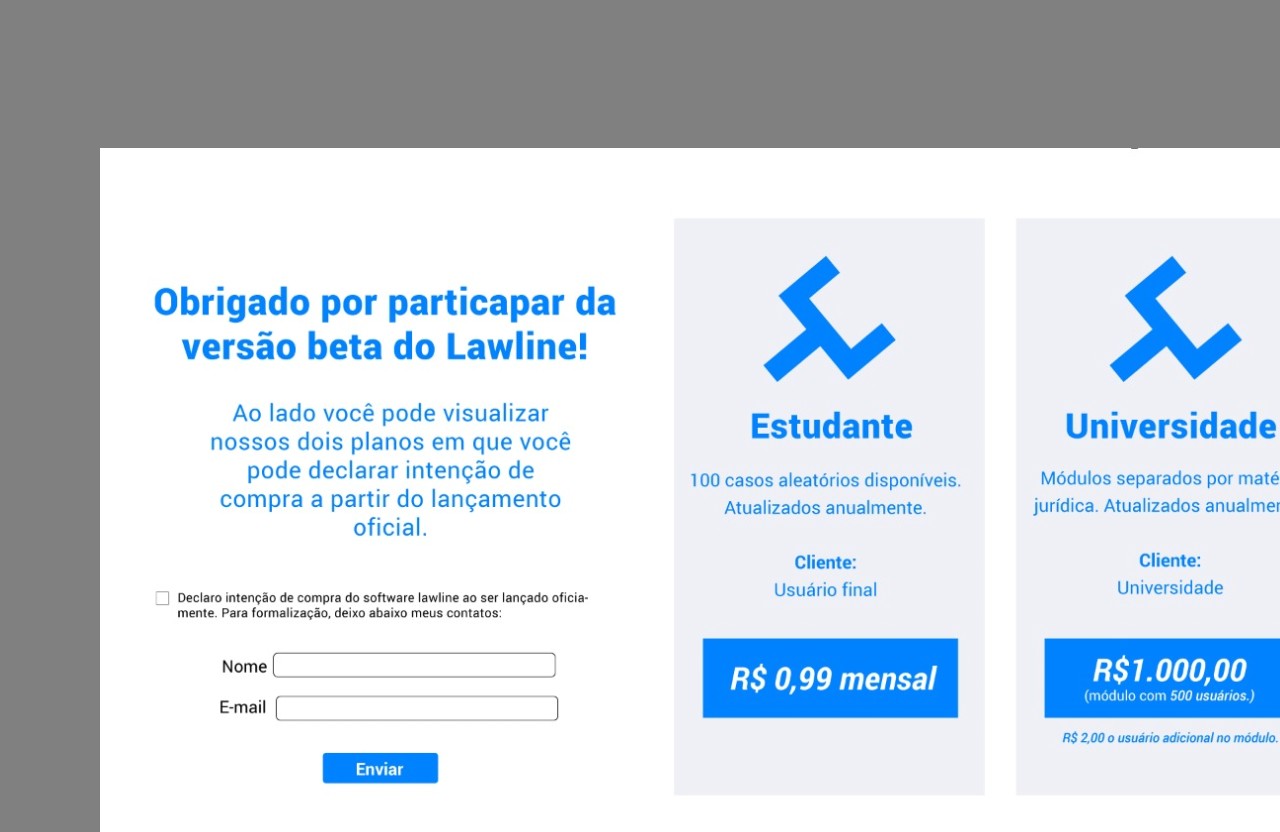 Obrigado por particapar da
versão beta do Lawline!
Ao lado você pode visualizar
nossos dois planos em que você
pode declarar intenção de
compra a partir do lançamento
oficial.
Declaro intenção de compra do software lawline ao ser lançado oficia-
mente. Para formalização, deixo abaixo meus contatos:
Nome
E-mail
Enviar
Estudante
100 casos aleatórios disponíveis.
Atualizados anualmente.
Cliente:
Usuário final
R$ 0,99 mensal
Universidade
Módulos separados por maté
jurídica. Atualizados anualmen
Cliente:
Universidade
R$1.000,00
(módulo com 500 usuários.)
R$ 2,00 o usuário adicional no módulo.